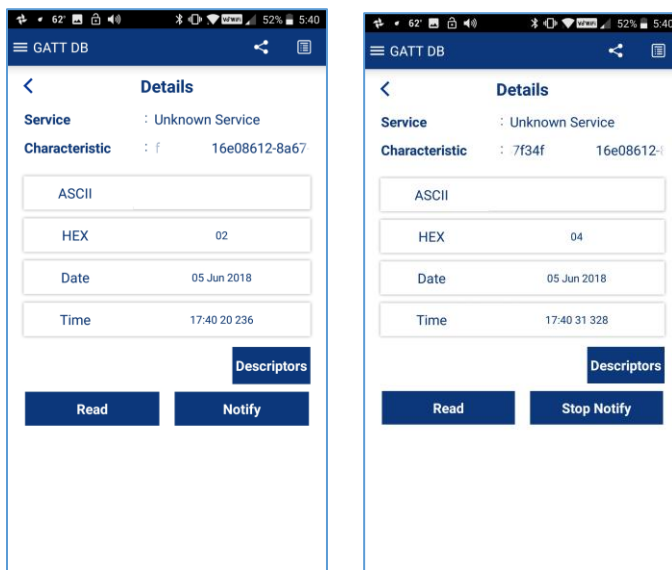 62° 52% 5:40
GATT DB
Details
Service : Unknown Service
Characteristic : f 16e08612-8a67-
ASCII
HEX 02
Date 05 Jun 2018
Time 17:40 20 236
Descriptors
Read Notify
62° 52% 5:40
GATT DB
Details
Service : Unknown Service
Characteristic : 7f34f 16e08612-
ASCII
HEX 04
Date 05 Jun 2018
Time 17:40 31 328
Descriptors
Read Stop Notify